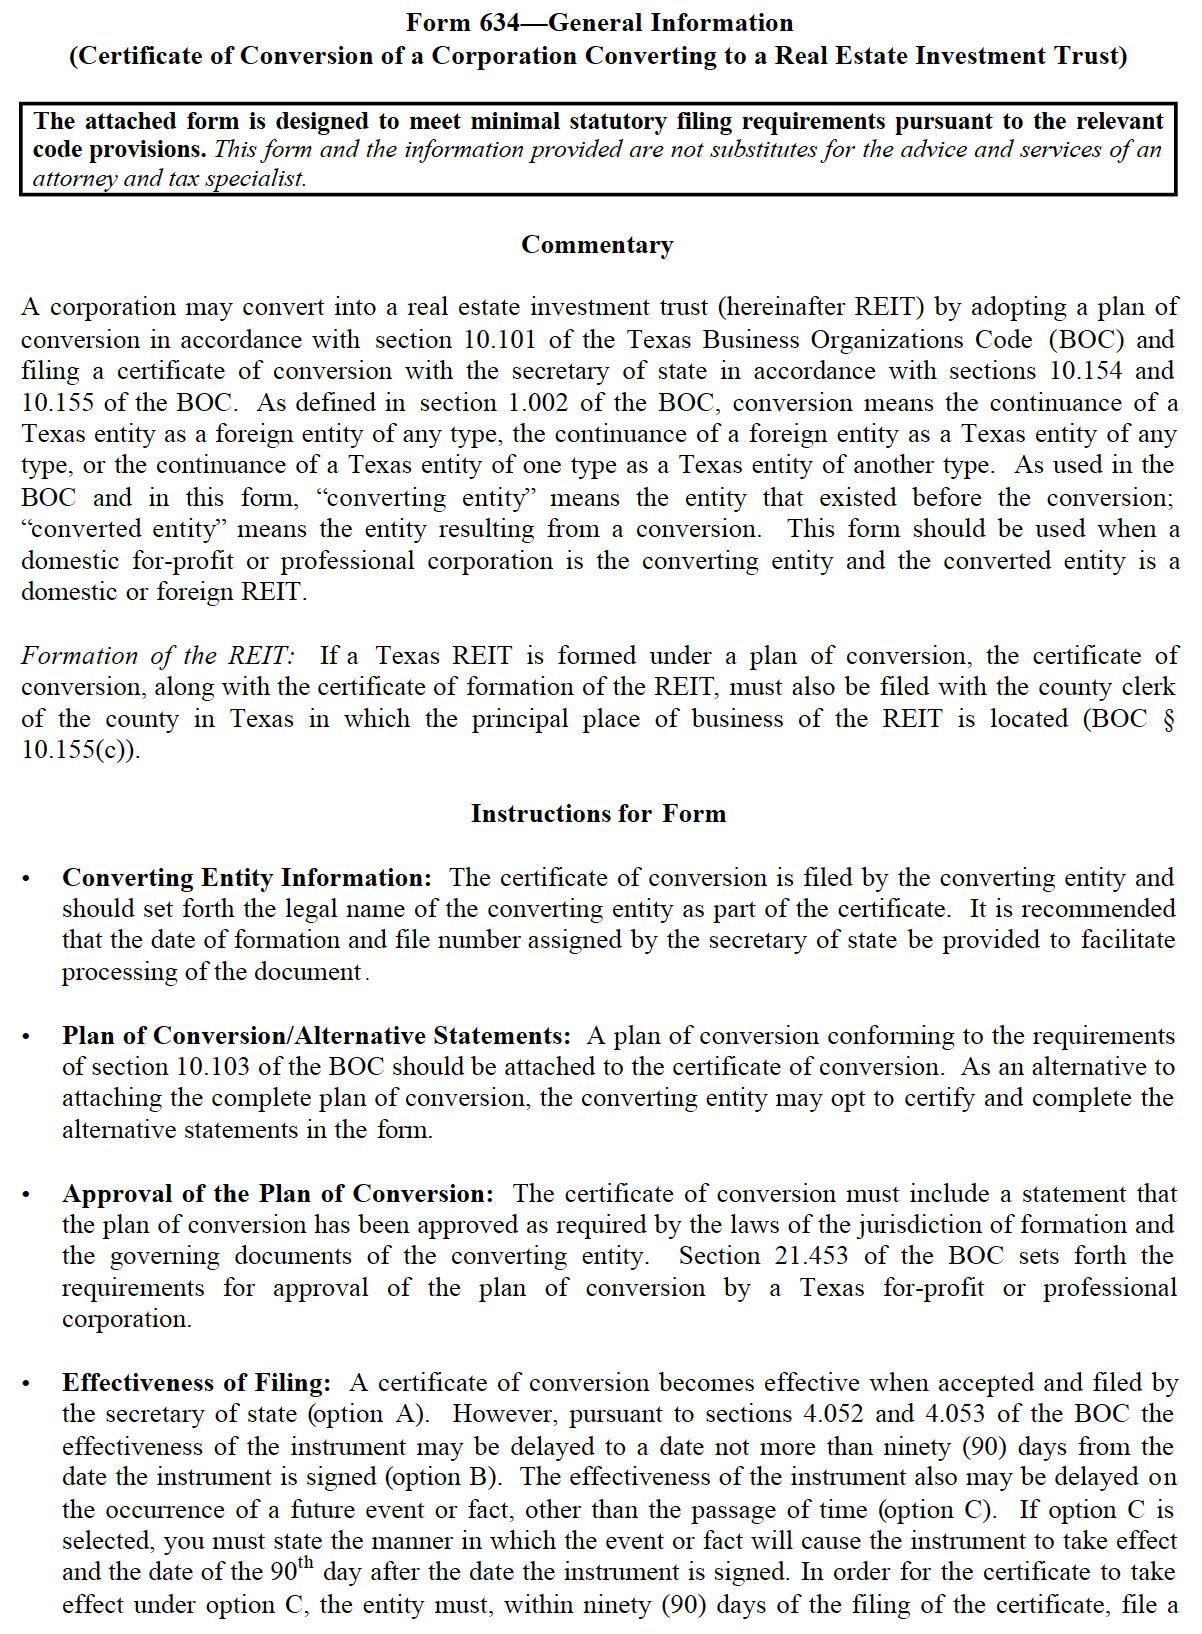 Form 634—General Information
(Certificate of Conversion of a Corporation Converting to a Real Estate Investment Trust)
The attached form is designed to meet minimal statutory filing requirements pursuant to the relevant
code provisions. This form and the information provided are not substitutes for the advice and services of an
attorney and tax specialist.
Commentary
A corporation may convert into a real estate investment trust (hereinafter REIT) by adopting a plan of
conversion in accordance with section 10.101 of the Texas Business Organizations Code (BOC) and
filing a certificate of conversion with the secretary of state in accordance with sections 10.154 and
10.155 of the BOC. As defined in section 1.002 of the BOC, conversion means the continuance of a
Texas entity as a foreign entity of any type, the continuance of a foreign entity as a Texas entity of any
type, or the continuance of a Texas entity of one type as a Texas entity of another type. As used in the
BOC and in this form, “converting entity” means the entity that existed before the conversion;
“converted entity” means the entity resulting from a conversion. This form should be used when a
domestic for-profit or professional corporation is the converting entity and the converted entity is a
domestic or foreign REIT.
Formation of the REIT: If a Texas REIT is formed under a plan of conversion, the certificate of
conversion, along with the certificate of formation of the REIT, must also be filed with the county clerk
of the county in Texas in which the principal place of business of the REIT is located (BOC §
10.155(c)).
Instructions for Form
• Converting Entity Information: The certificate of conversion is filed by the converting entity and
should set forth the legal name of the converting entity as part of the certificate. It is recommended
that the date of formation and file number assigned by the secretary of state be provided to facilitate
processing of the document.
• Plan of Conversion/Alternative Statements: A plan of conversion conforming to the requirements
of section 10.103 of the BOC should be attached to the certificate of conversion. As an alternative to
attaching the complete plan of conversion, the converting entity may opt to certify and complete the
alternative statements in the form.
• Approval of the Plan of Conversion: The certificate of conversion must include a statement that
the plan of conversion has been approved as required by the laws of the jurisdiction of formation and
the governing documents of the converting entity. Section 21.453 of the BOC sets forth the
requirements for approval of the plan of conversion by a Texas for-profit or professional
corporation.
• Effectiveness of Filing: A certificate of conversion becomes effective when accepted and filed by
the secretary of state (option A). However, pursuant to sections 4.052 and 4.053 of the BOC the
effectiveness of the instrument may be delayed to a date not more than ninety (90) days from the
date the instrument is signed (option B). The effectiveness of the instrument also may be delayed on
the occurrence of a future event or fact, other than the passage of time (option C). If option C is
selected, you must state the manner in which the event or fact will cause the instrument to take effect
and the date of the 90th day after the date the instrument is signed. In order for the certificate to take
effect under option C, the entity must, within ninety (90) days of the filing of the certificate, file a